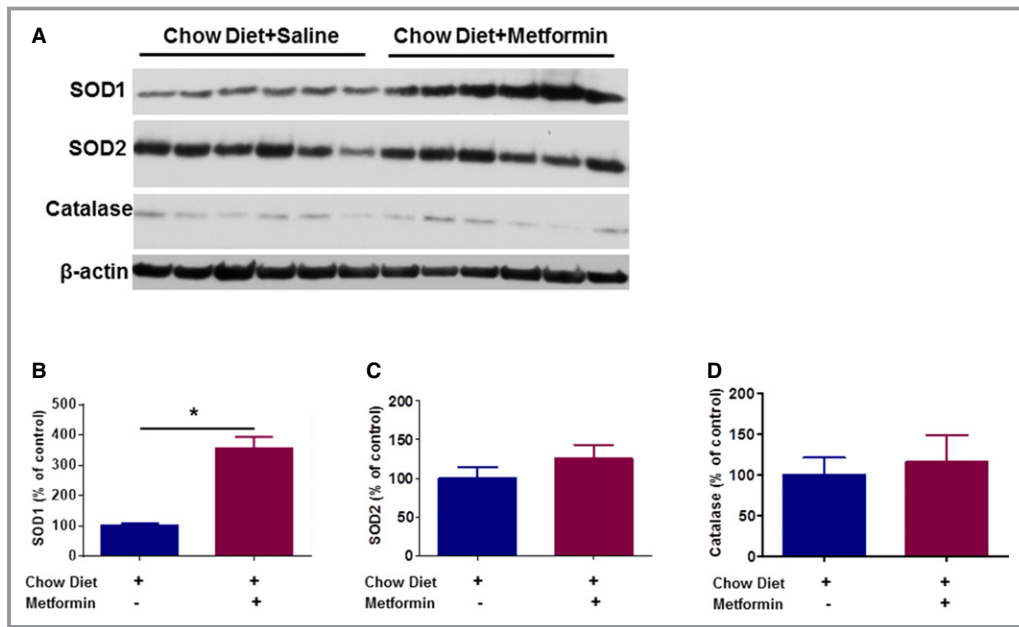 A
Chow Diet+Saline Chow Diet+Metformin
SOD1
SOD2
Catalase
β-actin
B
SOD1 (% of control)
500
400
300
200
100
0
*
Chow Diet + +
Metformin - +
C
SOD2 (% of control)
200
150
100
50
0
Chow Diet + +
Metformin - +
D
Catalase (% of control)
200
150
100
50
0
Chow Diet + +
Metformin - +